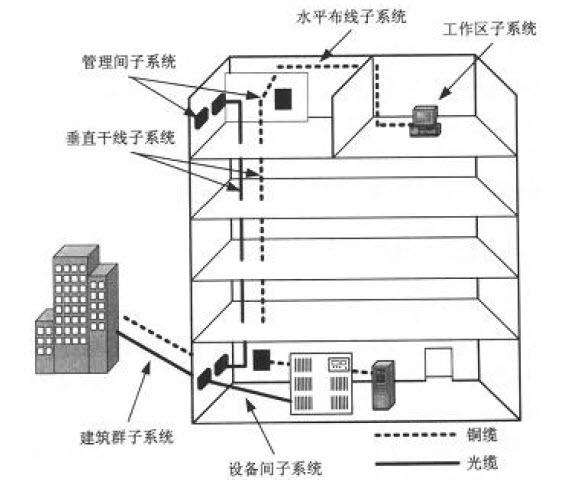 水平布线子系统
工作区子系统
管理间子系统
垂直干线子系统
建筑群子系统
设备间子系统
铜缆
光缆